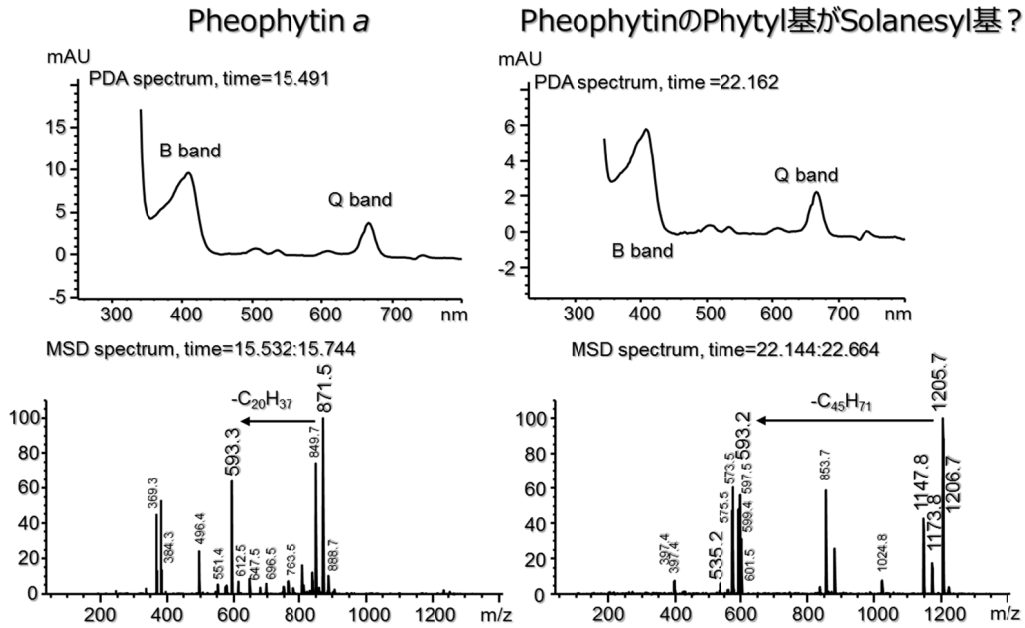 Pheophytin a
PheophytinのPhytyl基がSolanesyl基？
mAU
PDA spectrum, time=15.491
15
10
5
0
-5
B band
Q band
300 400 500 600 700 nm
mAU
PDA spectrum, time =22.162
6
4
2
0
-2
B band
Q band
300 400 500 600 700 nm
MSD spectrum, time=15.532:15.744
100
80
60
40
20
0
-C20H37
369.3
384.3
496.4
551.4
593.3
612.5
647.5
696.5
763.5
849.7
871.5
888.7
200 400 600 800 1000 1200 m/z
MSD spectrum, time=22.144:22.664
100
80
60
40
20
0
-C45H71
397.4
397.4
535.2
575.5
573.5
593.2
597.5
599.4
601.5
853.7
1024.8
1147.8
1173.8
1205.7
1206.7
200 400 600 800 1000 1200 m/z